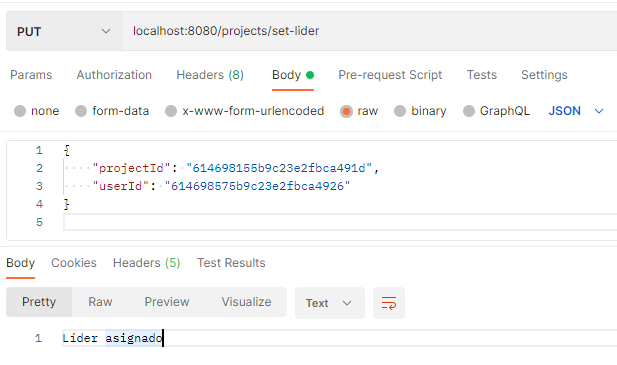 PUT localhost:8080/projects/set-lider
Params Authorization Headers (8) Body Pre-request Script Tests Settings
none form-data x-www-form-urlencoded raw binary GraphQL JSON
1 {
2 "projectId": "614698155b9c23e2fbca491d",
3 "userId": "614698575b9c23e2fbca4926"
4 }
5
Body Cookies Headers (5) Test Results
Pretty Raw Preview Visualize Text
1 Líder asignado